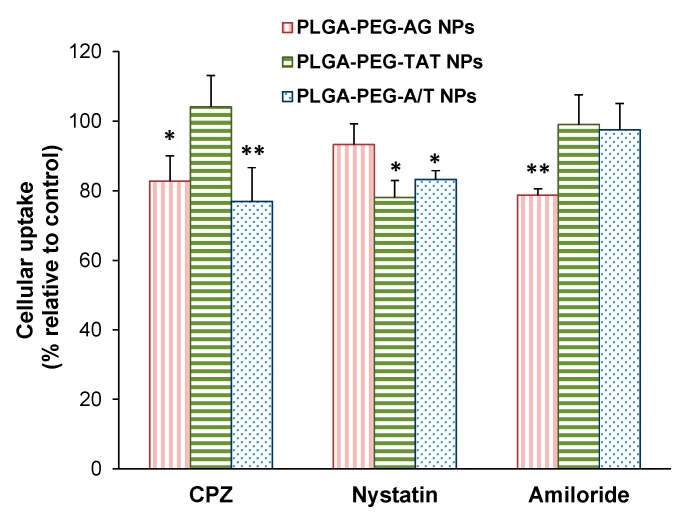 PLGA-PEG-AG NPs
PLGA-PEG-TAT NPs
PLGA-PEG-A/T NPs
Cellular uptake
(% relative to control)
120
100
80
60
40
20
0
*
**
*
*
**
CPZ
Nystatin
Amiloride